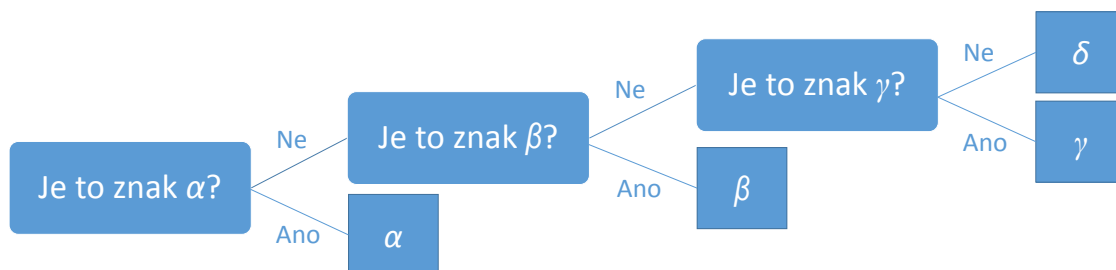 Je to znak α?
Ne
Ano
α
Je to znak β?
Ne
Ano
β
Je to znak γ?
Ne
Ano
δ
γ